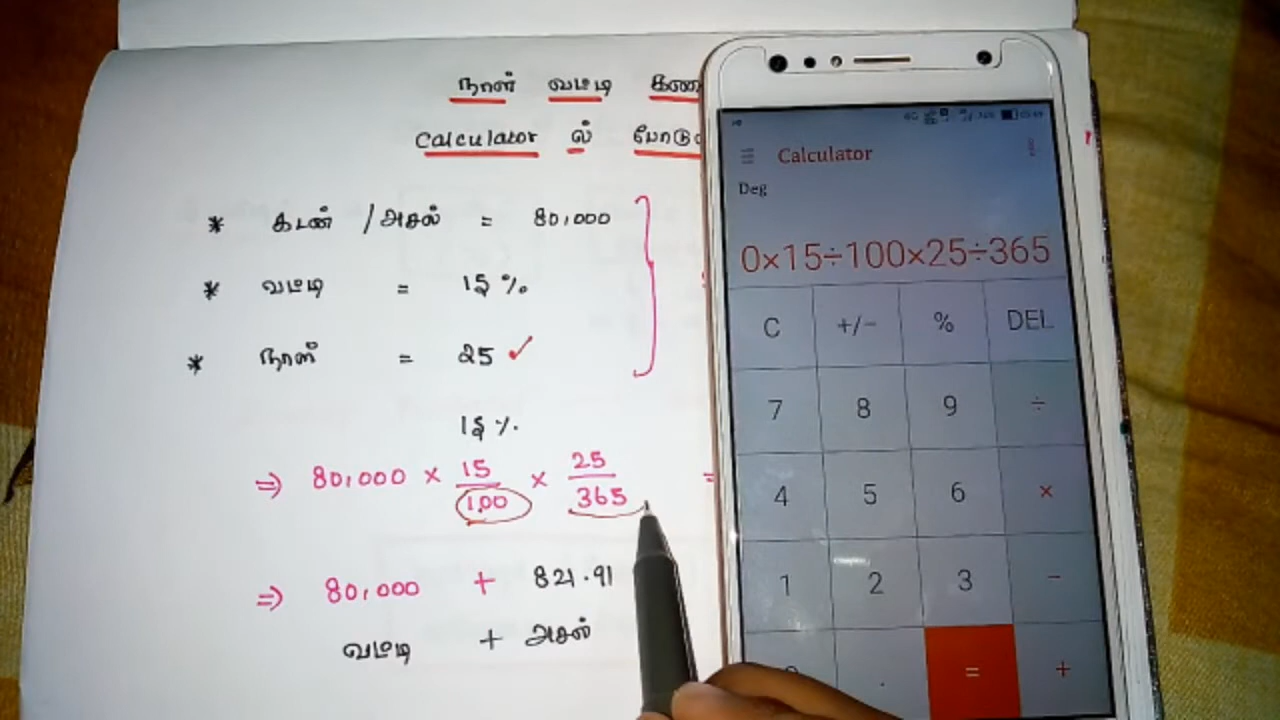 நாள் வட்டி கண
Calculator ல் போடு
* கடன் / அசல் = 80,000
* வட்டி = 15 %
* நாள் = 25 ✓
15 %
⇒ 80,000 × 15/100 × 25/365 =
⇒ 80,000 + 821.91
வட்டி + அசல்
Calculator
Deg
0×15÷100×25÷365
C +/− % DEL
7 8 9 ÷
4 5 6 ×
1 2 3 −
. = +